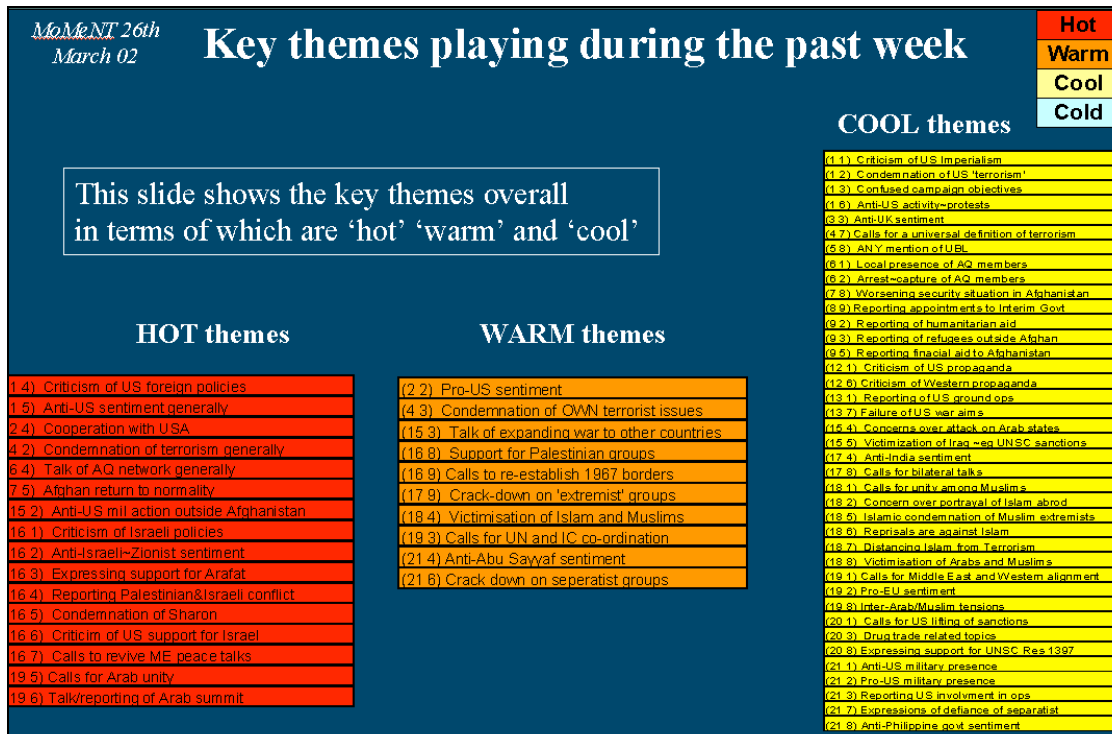 MoMeNT 26th
March 02
Key themes playing during the past week
Hot
Warm
Cool
Cold
This slide shows the key themes overall
in terms of which are ‘hot’ ‘warm’ and ‘cool’
HOT themes
1 4) Criticism of US foreign policies
1 5) Anti-US sentiment generally
2 4) Cooperation with USA
4 2) Condemnation of terrorism generally
6 4) Talk of AQ network generally
7 5) Afghan return to normality
15 2) Anti-US mil action outside Afghanistan
16 1) Criticism of Israeli policies
16 2) Anti-Israeli~Zionist sentiment
16 3) Expressing support for Arafat
16 4) Reporting Palestinian&Israeli conflict
16 5) Condemnation of Sharon
16 6) Criticim of US support for Israel
16 7) Calls to revive ME peace talks
19 5) Calls for Arab unity
19 6) Talk/reporting of Arab summit
WARM themes
(2 2) Pro-US sentiment
(4 3) Condemnation of OWN terrorist issues
(15 3) Talk of expanding war to other countries
(16 8) Support for Palestinian groups
(16 9) Calls to re-establish 1967 borders
(17 9) Crack-down on 'extremist' groups
(18 4) Victimisation of Islam and Muslims
(19 3) Calls for UN and IC co-ordination
(21 4) Anti-Abu Sayyaf sentiment
(21 6) Crack down on seperatist groups
COOL themes
(1 1) Criticism of US Imperialism
(1 2) Condemnation of US 'terrorism'
(1 3) Confused campaign objectives
(1 6) Anti-US activity~protests
(3 3) Anti-UK sentiment
(4 7) Calls for a universal definition of terrorism
(5 8) ANY mention of UBL
(6 1) Local presence of AQ members
(6 2) Arrest~capture of AQ members
(7 8) Worsening security situation in Afghanistan
(8 9) Reporting appointments to Interim Govt
(9 2) Reporting of humanitarian aid
(9 3) Reporting of refugees outside Afghan
(9 5) Reporting finacial aid to Afghanistan
(12 1) Criticism of US propaganda
(12 6) Criticism of Western propaganda
(13 1) Reporting of US ground ops
(13 7) Failure of US war aims
(15 4) Concerns over attack on Arab states
(15 5) Victimization of Iraq ~eg UNSC sanctions
(17 4) Anti-India sentiment
(17 8) Calls for bilateral talks
(18 1) Calls for unity among Muslims
(18 2) Concern over portrayal of Islam abrod
(18 5) Islamic condemnation of Muslim extremists
(18 6) Reprisals are against Islam
(18 7) Distancing Islam from Terrorism
(18 8) Victimisation of Arabs and Muslims
(19 1) Calls for Middle East and Western alignment
(19 2) Pro-EU sentiment
(19 8) Inter-Arab/Muslim tensions
(20 1) Calls for US lifting of sanctions
(20 3) Drug trade related topics
(20 8) Expressing support for UNSC Res 1397
(21 1) Anti-US military presence
(21 2) Pro-US military presence
(21 3) Reporting US involvment in ops
(21 7) Expressions of defiance of separatist
(21 8) Anti-Philippine govt sentiment